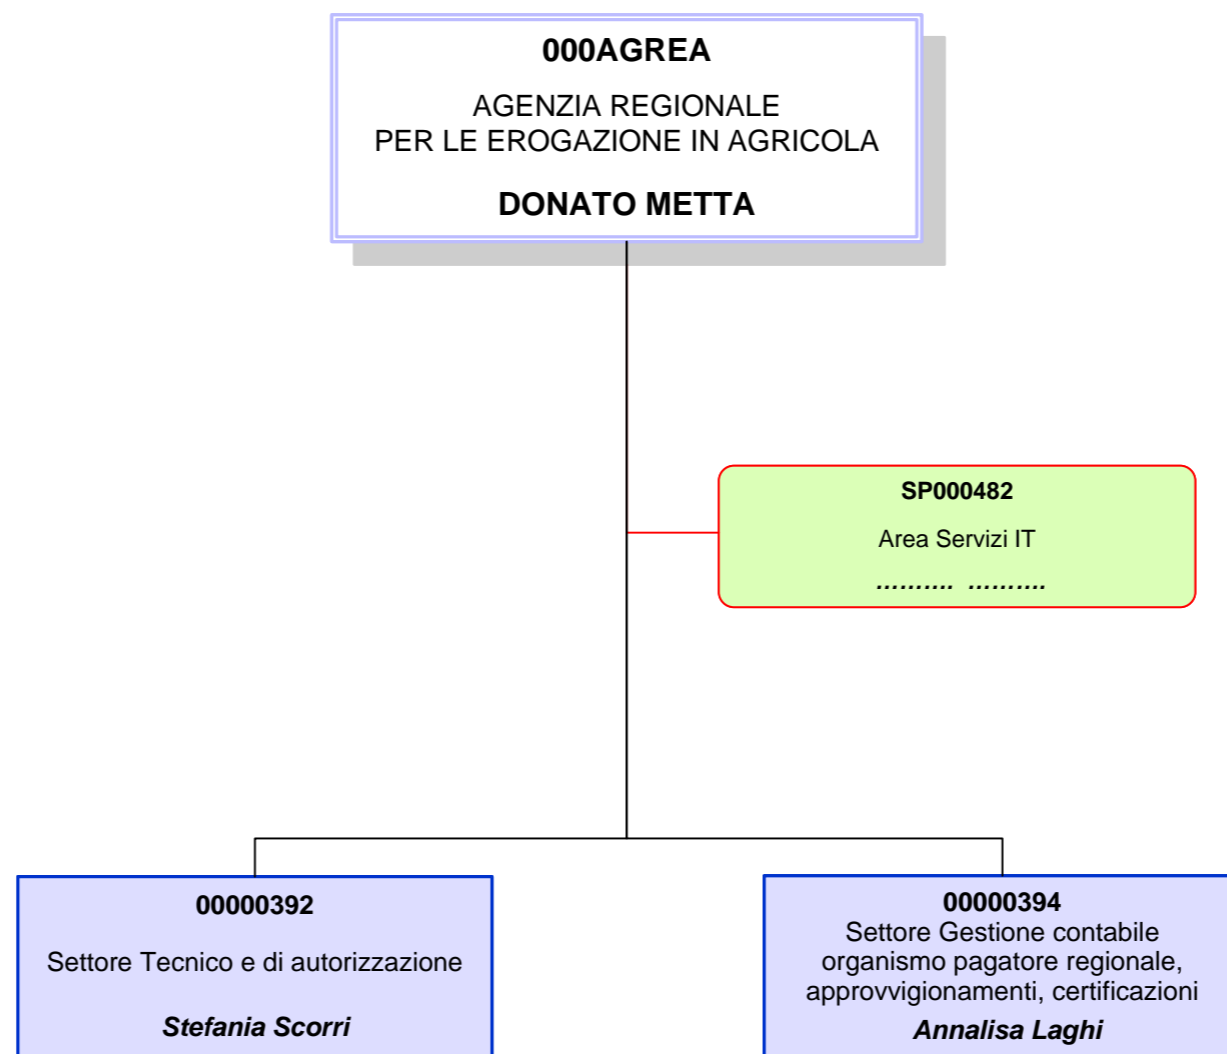 000AGREA
AGENZIA REGIONALE
PER LE EROGAZIONE IN AGRICOLA
DONATO METTA
SP000482
Area Servizi IT
.......... ..........
00000392
Settore Tecnico e di autorizzazione
Stefania Scorri
00000394
Settore Gestione contabile
organismo pagatore regionale,
approvvigionamenti, certificazioni
Annalisa Laghi